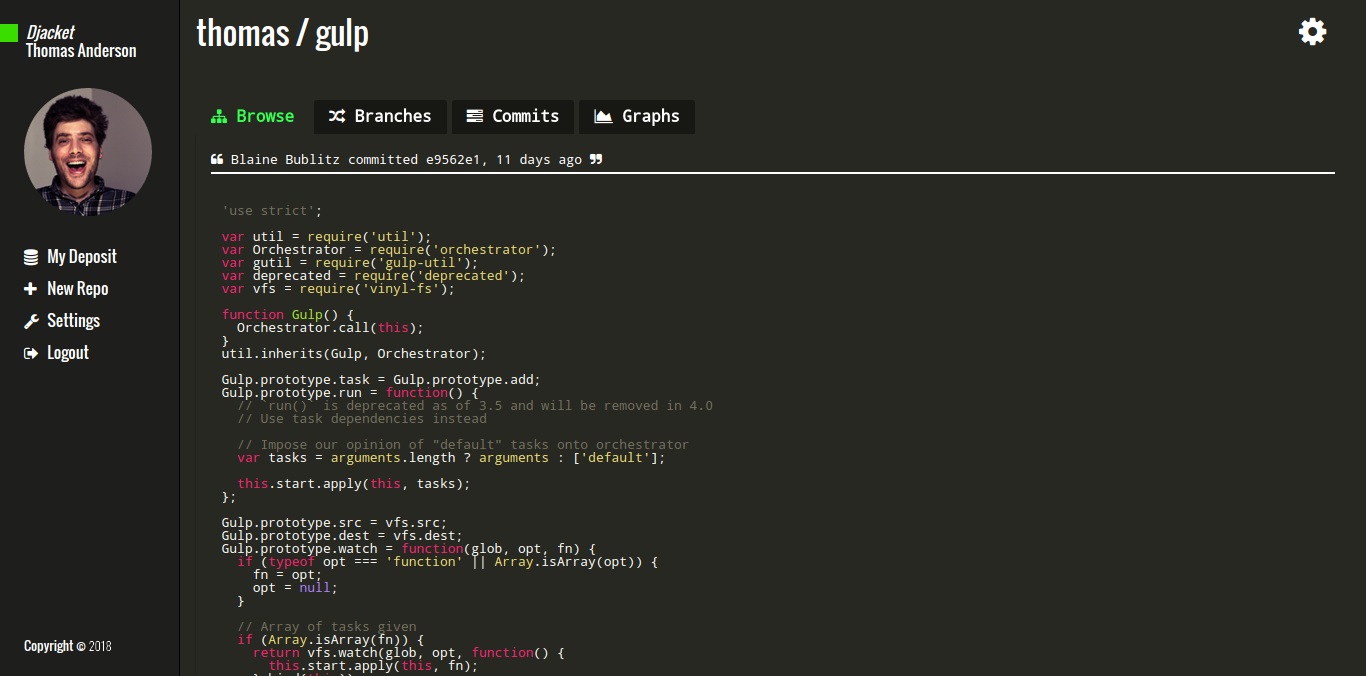 Djacket
Thomas Anderson
My Deposit
New Repo
Settings
Logout
Copyright © 2018
thomas / gulp
Browse Branches Commits Graphs
❝ Blaine Bublitz committed e9562e1, 11 days ago ❞
'use strict';
var util = require('util');
var Orchestrator = require('orchestrator');
var gutil = require('gulp-util');
var deprecated = require('deprecated');
var vfs = require('vinyl-fs');
function Gulp() {
  Orchestrator.call(this);
}
util.inherits(Gulp, Orchestrator);
Gulp.prototype.task = Gulp.prototype.add;
Gulp.prototype.run = function() {
  // `run()` is deprecated as of 3.5 and will be removed in 4.0
  // Use task dependencies instead
  // Impose our opinion of "default" tasks onto orchestrator
  var tasks = arguments.length ? arguments : ['default'];
  this.start.apply(this, tasks);
};
Gulp.prototype.src = vfs.src;
Gulp.prototype.dest = vfs.dest;
Gulp.prototype.watch = function(glob, opt, fn) {
  if (typeof opt === 'function' || Array.isArray(opt)) {
    fn = opt;
    opt = null;
  }
  // Array of tasks given
  if (Array.isArray(fn)) {
    return vfs.watch(glob, opt, function() {
      this.start.apply(this, fn);